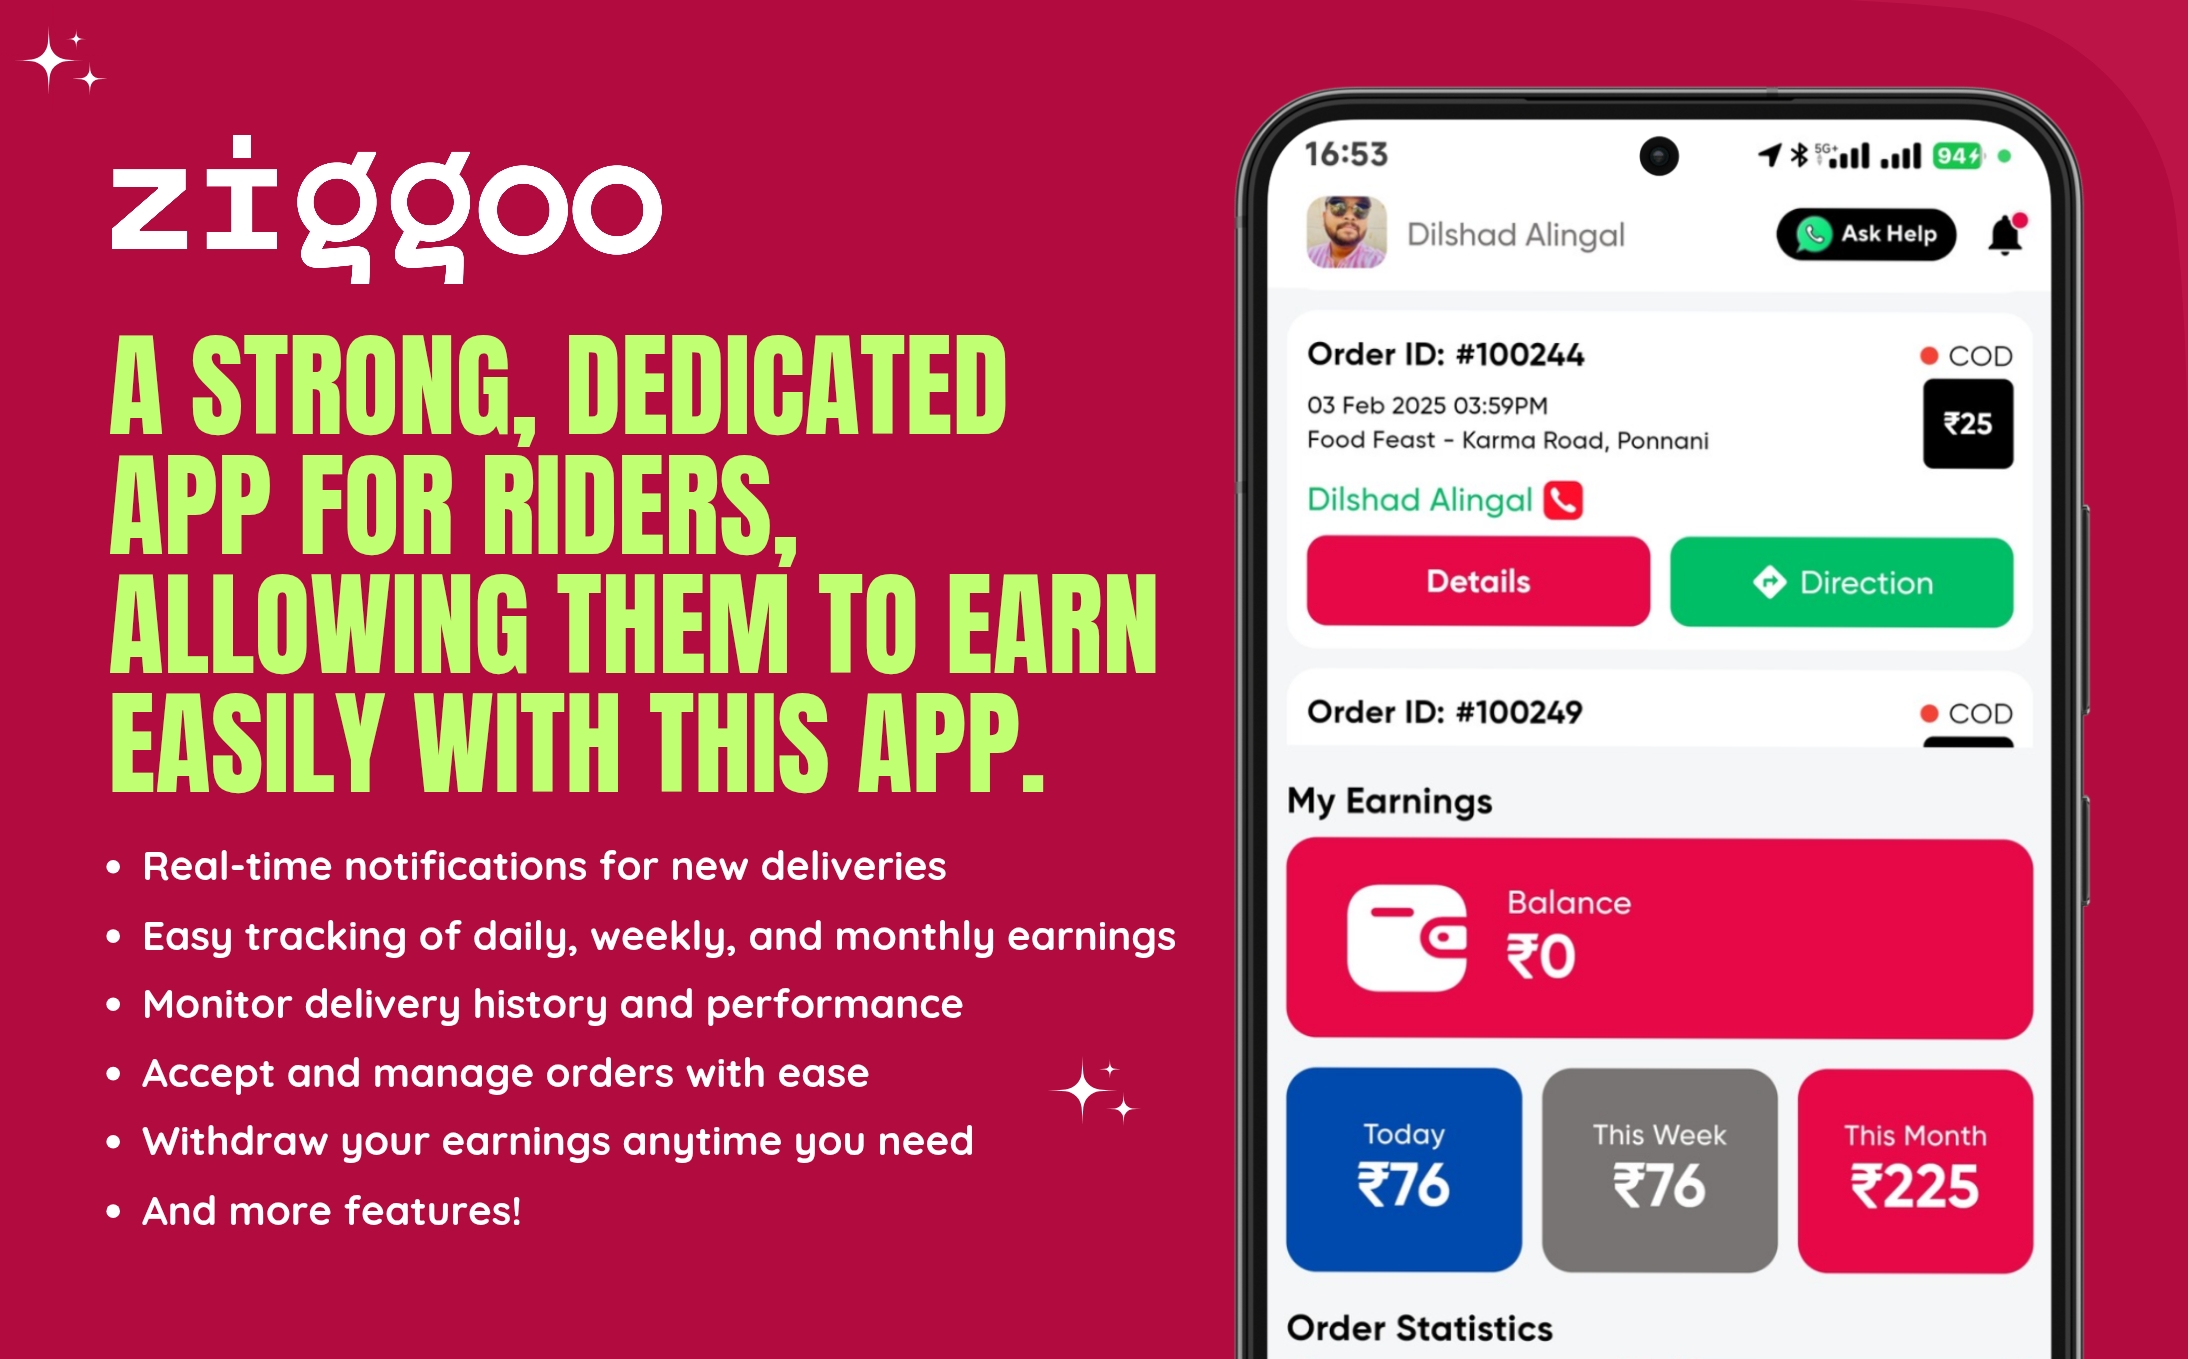 ziggoo
A STRONG, DEDICATED
APP FOR RIDERS,
ALLOWING THEM TO EARN
EASILY WITH THIS APP.
• Real-time notifications for new deliveries
• Easy tracking of daily, weekly, and monthly earnings
• Monitor delivery history and performance
• Accept and manage orders with ease
• Withdraw your earnings anytime you need
• And more features!
16:53 5G+ 94
Dilshad Alingal Ask Help
Order ID: #100244 COD
03 Feb 2025 03:59PM ₹25
Food Feast - Karma Road, Ponnani
Dilshad Alingal
Details Direction
Order ID: #100249 COD
My Earnings
Balance
₹0
Today This Week This Month
₹76 ₹76 ₹225
Order Statistics